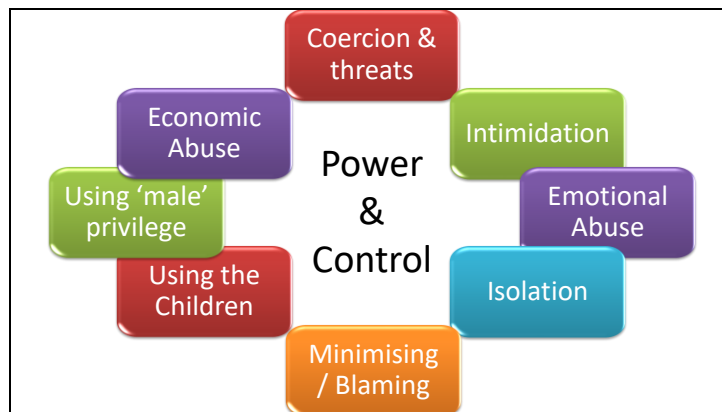 Coercion &
threats
Intimidation
Emotional
Abuse
Isolation
Minimising
/ Blaming
Using the
Children
Using ‘male’
privilege
Economic
Abuse
Power
&
Control